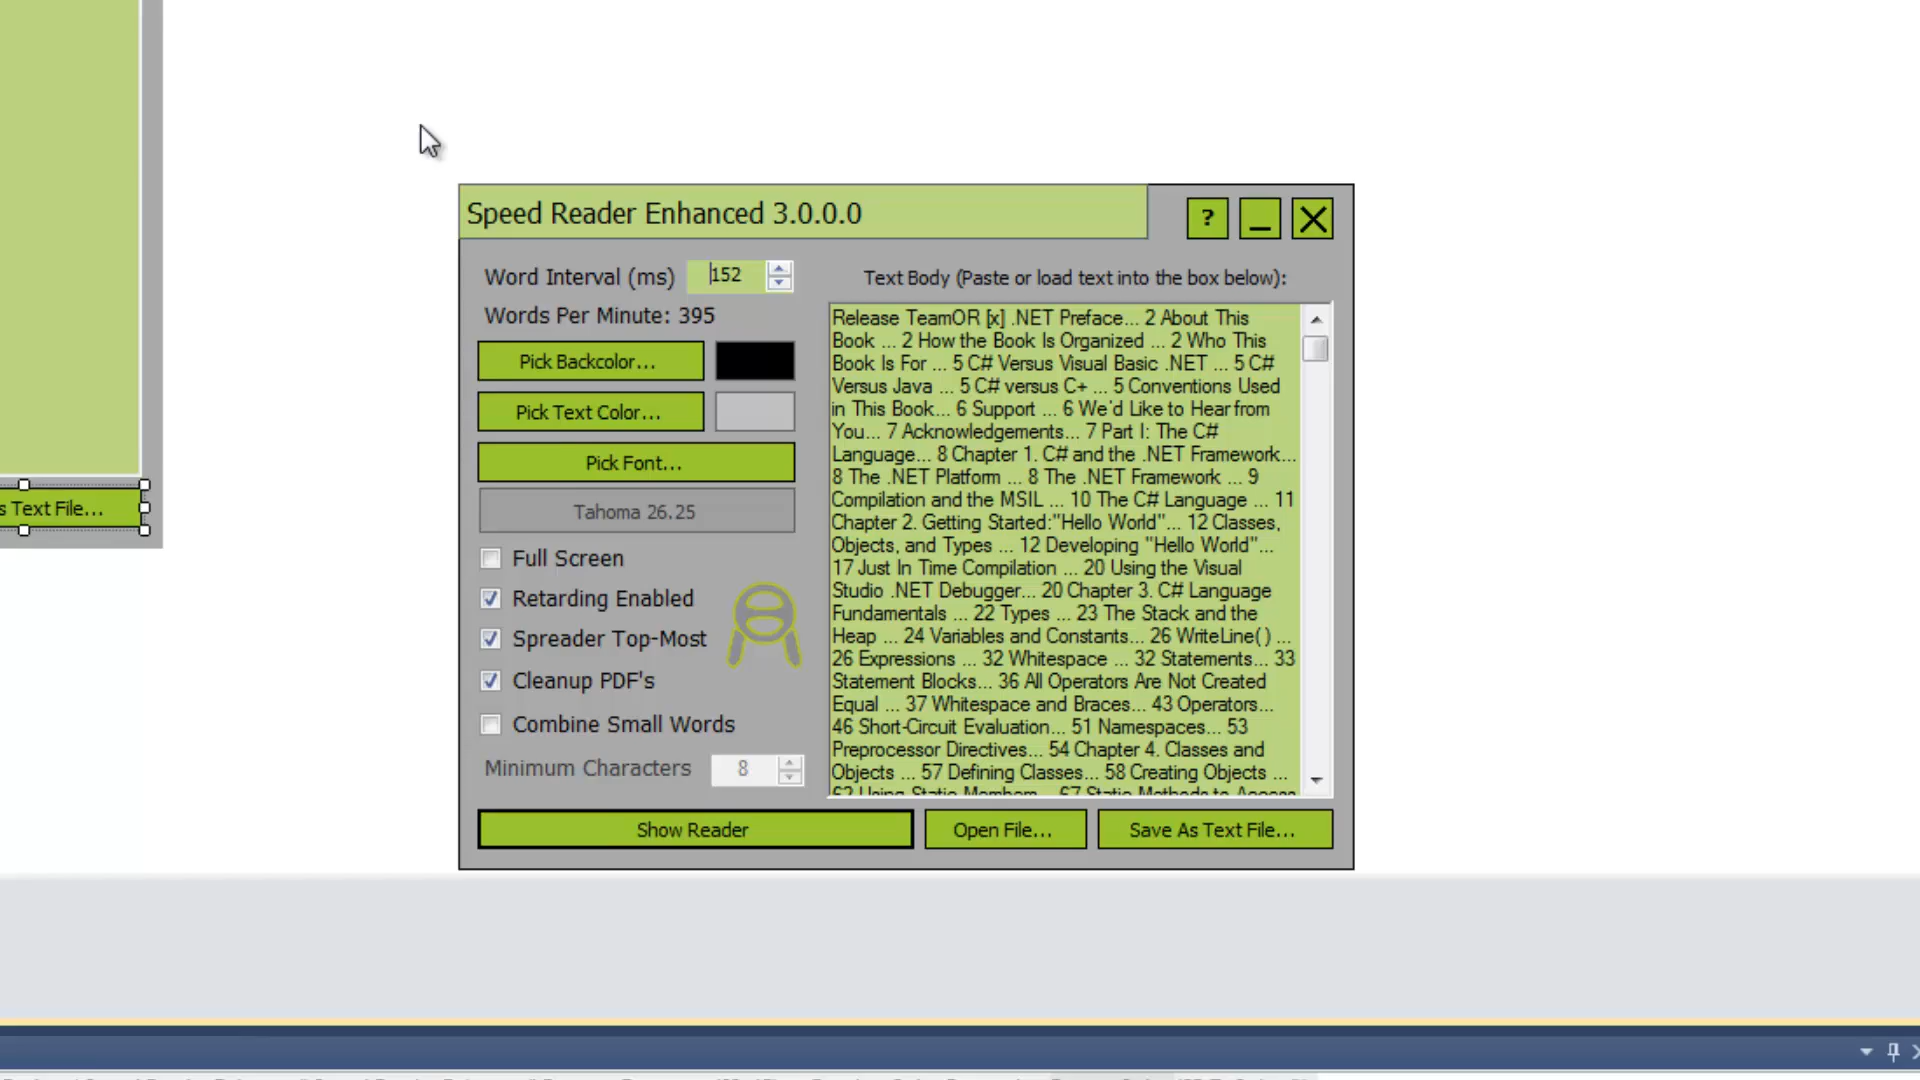 s Text File...
Speed Reader Enhanced 3.0.0.0
?
Word Interval (ms) 152
Words Per Minute: 395
Pick Backcolor...
Pick Text Color...
Pick Font...
Tahoma 26.25
Full Screen
Retarding Enabled
Spreader Top-Most
Cleanup PDF's
Combine Small Words
Minimum Characters 8
Text Body (Paste or load text into the box below):
Release TeamOR [x] .NET Preface... 2 About This
Book ... 2 How the Book Is Organized ... 2 Who This
Book Is For ... 5 C# Versus Visual Basic .NET ... 5 C#
Versus Java ... 5 C# versus C+ ... 5 Conventions Used
in This Book... 6 Support ... 6 We'd Like to Hear from
You... 7 Acknowledgements... 7 Part I: The C#
Language... 8 Chapter 1. C# and the .NET Framework...
8 The .NET Platform ... 8 The .NET Framework ... 9
Compilation and the MSIL ... 10 The C# Language ... 11
Chapter 2. Getting Started:"Hello World"... 12 Classes,
Objects, and Types ... 12 Developing "Hello World"...
17 Just In Time Compilation ... 20 Using the Visual
Studio .NET Debugger... 20 Chapter 3. C# Language
Fundamentals ... 22 Types ... 23 The Stack and the
Heap ... 24 Variables and Constants... 26 WriteLine( ) ...
26 Expressions ... 32 Whitespace ... 32 Statements... 33
Statement Blocks... 36 All Operators Are Not Created
Equal ... 37 Whitespace and Braces... 43 Operators...
46 Short-Circuit Evaluation... 51 Namespaces... 53
Preprocessor Directives... 54 Chapter 4. Classes and
Objects ... 57 Defining Classes... 58 Creating Objects ...
62 Using Static Members... 67 Static Methods to Access
Show Reader
Open File...
Save As Text File...